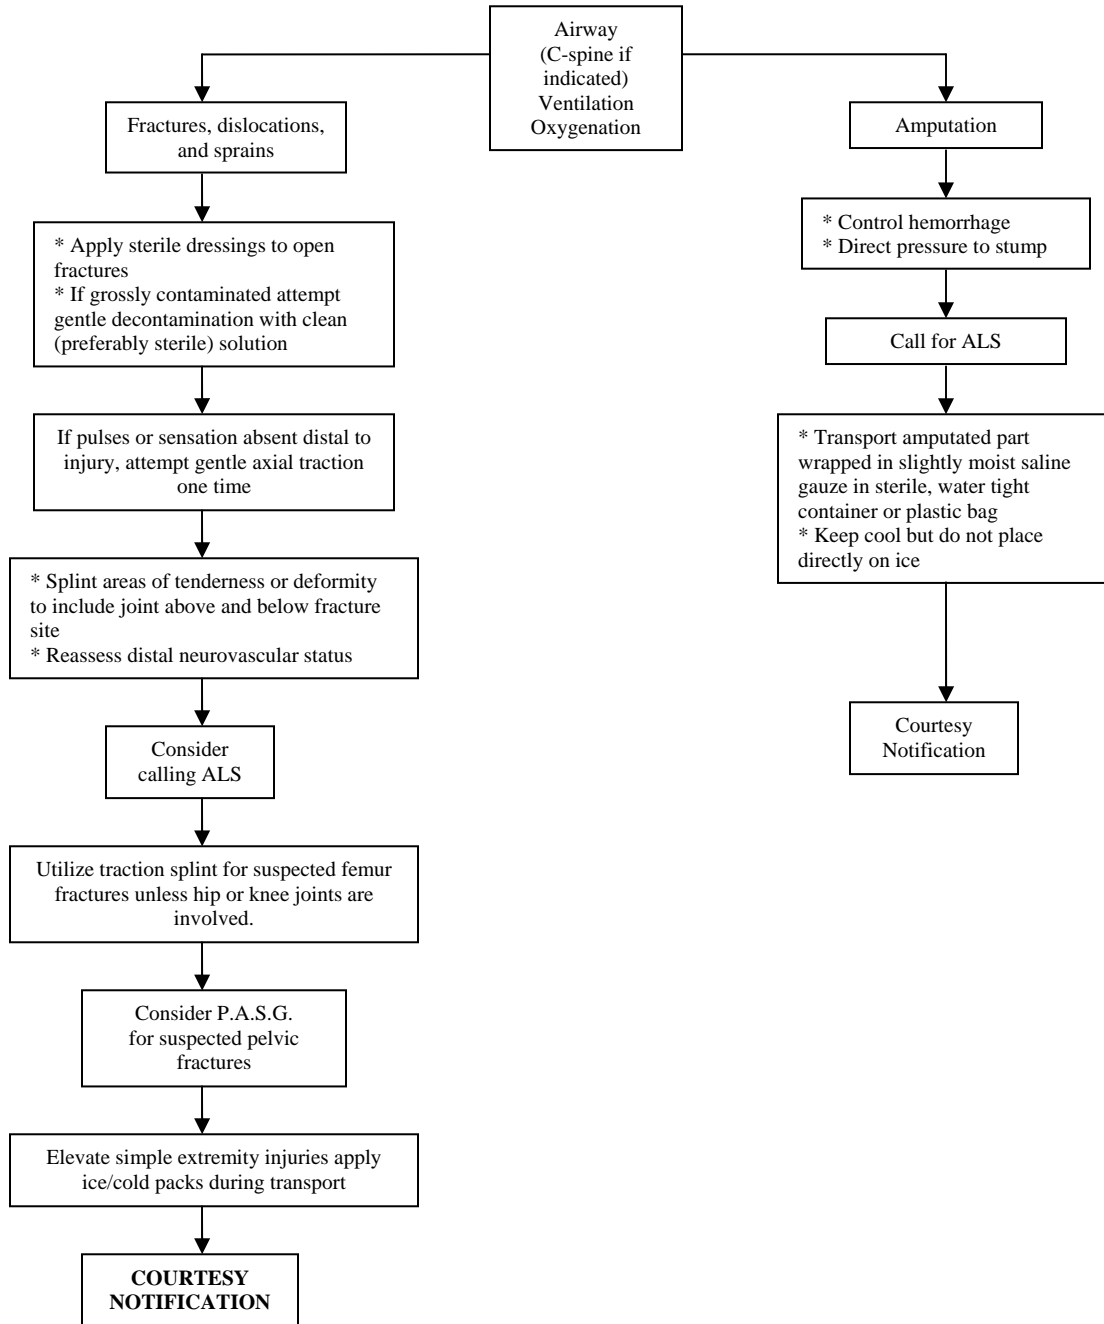 Airway
(C-spine if
indicated)
Ventilation
Oxygenation
Fractures, dislocations,
and sprains
* Apply sterile dressings to open
fractures
* If grossly contaminated attempt
gentle decontamination with clean
(preferably sterile) solution
If pulses or sensation absent distal to
injury, attempt gentle axial traction
one time
* Splint areas of tenderness or deformity
to include joint above and below fracture
site
* Reassess distal neurovascular status
Consider
calling ALS
Utilize traction splint for suspected femur
fractures unless hip or knee joints are
involved.
Consider P.A.S.G.
for suspected pelvic
fractures
Elevate simple extremity injuries apply
ice/cold packs during transport
COURTESY
NOTIFICATION
Amputation
* Control hemorrhage
* Direct pressure to stump
Call for ALS
* Transport amputated part
wrapped in slightly moist saline
gauze in sterile, water tight
container or plastic bag
* Keep cool but do not place
directly on ice
Courtesy
Notification